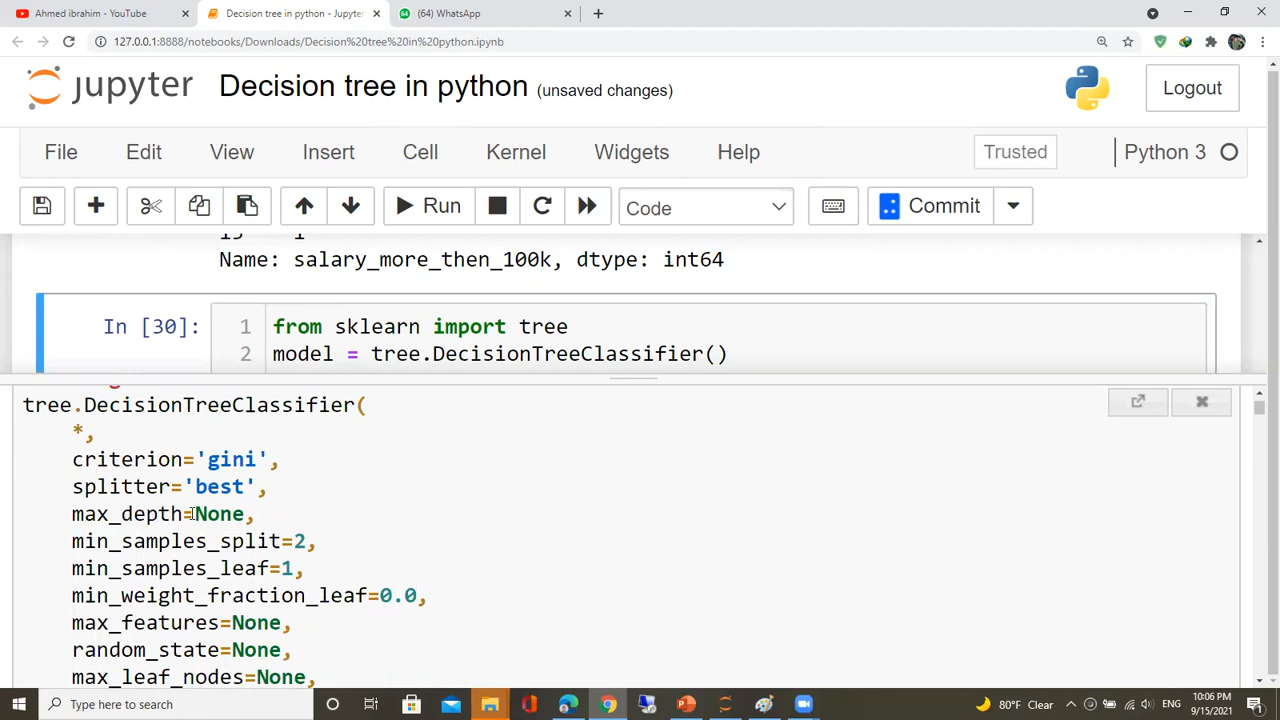 Ahmed ibrahim - YouTube
Decision tree in python - Jupyter
(64) WhatsApp
127.0.0.1:8888/notebooks/Downloads/Decision%20tree%20in%20python.ipynb
jupyter Decision tree in python (unsaved changes)
Logout
File Edit View Insert Cell Kernel Widgets Help
Trusted
Python 3
Run
Code
Commit
Name: salary_more_then_100k, dtype: int64
In [30]:
1 from sklearn import tree
2 model = tree.DecisionTreeClassifier()
tree.DecisionTreeClassifier(
*,
criterion='gini',
splitter='best',
max_depth=None,
min_samples_split=2,
min_samples_leaf=1,
min_weight_fraction_leaf=0.0,
max_features=None,
random_state=None,
max_leaf_nodes=None,
Type here to search
80°F Clear
10:06 PM
9/15/2021